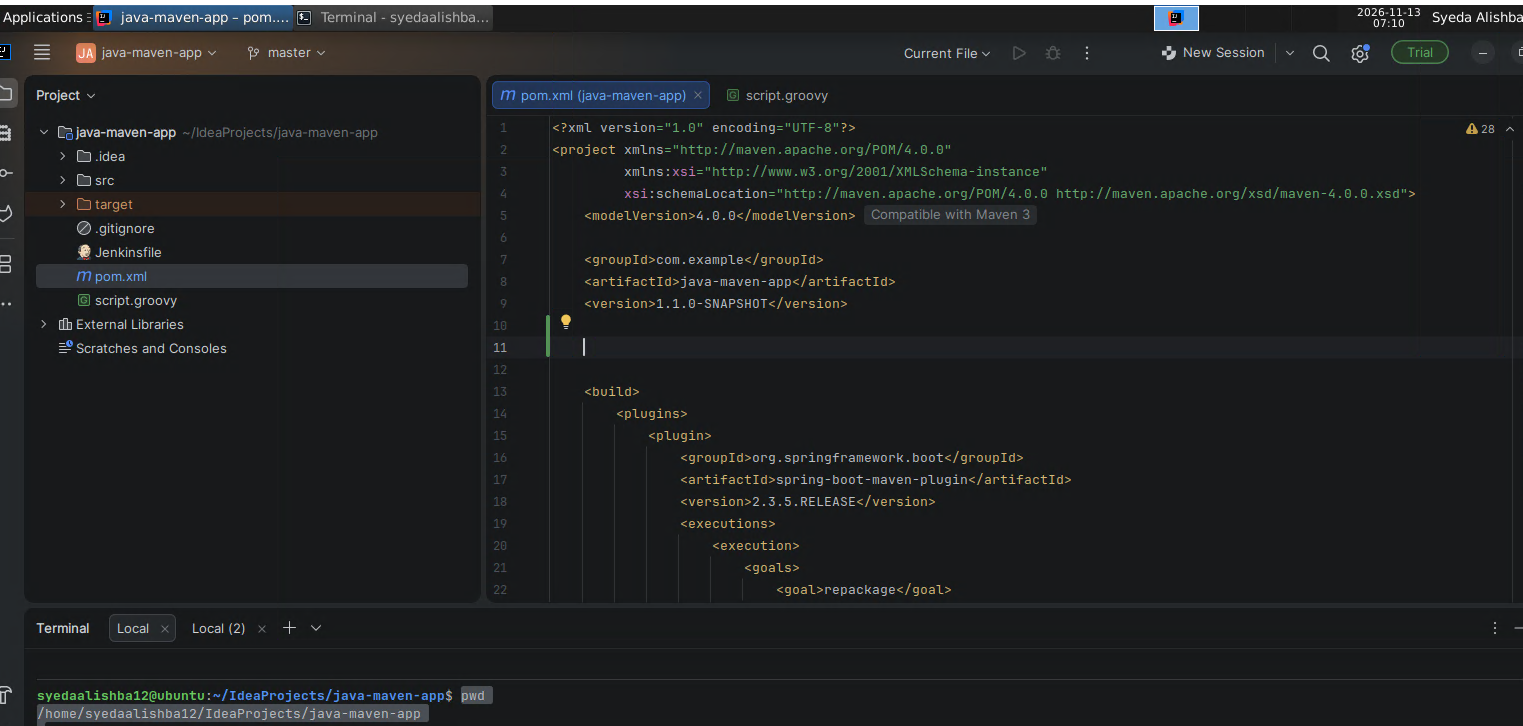 Applications
java-maven-app – pom....
Terminal - syedaalishba...
2026-11-13
07:10
Syeda Alishba
JA java-maven-app
master
Current File
New Session
Trial
Project
java-maven-app ~/IdeaProjects/java-maven-app
.idea
src
target
.gitignore
Jenkinsfile
m pom.xml
G script.groovy
External Libraries
Scratches and Consoles
m pom.xml (java-maven-app)
G script.groovy
28
1 <?xml version="1.0" encoding="UTF-8"?>
2 <project xmlns="http://maven.apache.org/POM/4.0.0"
3 xmlns:xsi="http://www.w3.org/2001/XMLSchema-instance"
4 xsi:schemaLocation="http://maven.apache.org/POM/4.0.0 http://maven.apache.org/xsd/maven-4.0.0.xsd">
5 <modelVersion>4.0.0</modelVersion> Compatible with Maven 3
6
7 <groupId>com.example</groupId>
8 <artifactId>java-maven-app</artifactId>
9 <version>1.1.0-SNAPSHOT</version>
10
11
12
13 <build>
14 <plugins>
15 <plugin>
16 <groupId>org.springframework.boot</groupId>
17 <artifactId>spring-boot-maven-plugin</artifactId>
18 <version>2.3.5.RELEASE</version>
19 <executions>
20 <execution>
21 <goals>
22 <goal>repackage</goal>
Terminal
Local
Local (2)
syedaalishba12@ubuntu:~/IdeaProjects/java-maven-app$ pwd
/home/syedaalishba12/IdeaProjects/java-maven-app